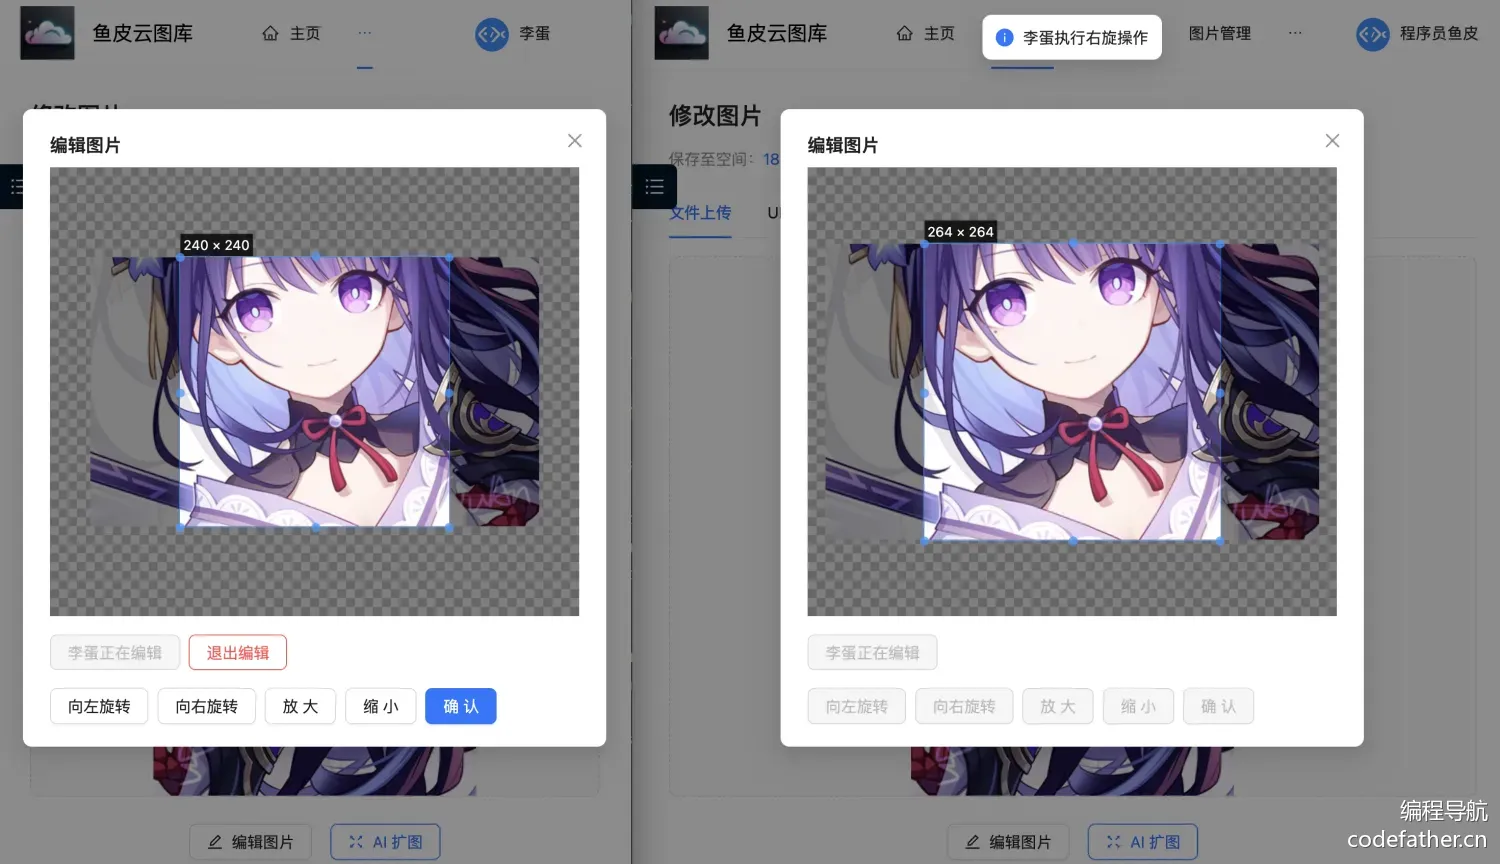 鱼皮云图库
主页
···
李蛋
编辑图片
240 × 240
李蛋正在编辑
退出编辑
向左旋转
向右旋转
放 大
缩 小
确 认
编辑图片
AI 扩图
鱼皮云图库
主页
李蛋执行右旋操作
图片管理
···
程序员鱼皮
修改图片
保存至空间：18
文件上传
编辑图片
264 × 264
李蛋正在编辑
向左旋转
向右旋转
放 大
缩 小
确 认
编辑图片
AI 扩图
编程导航
codefather.cn